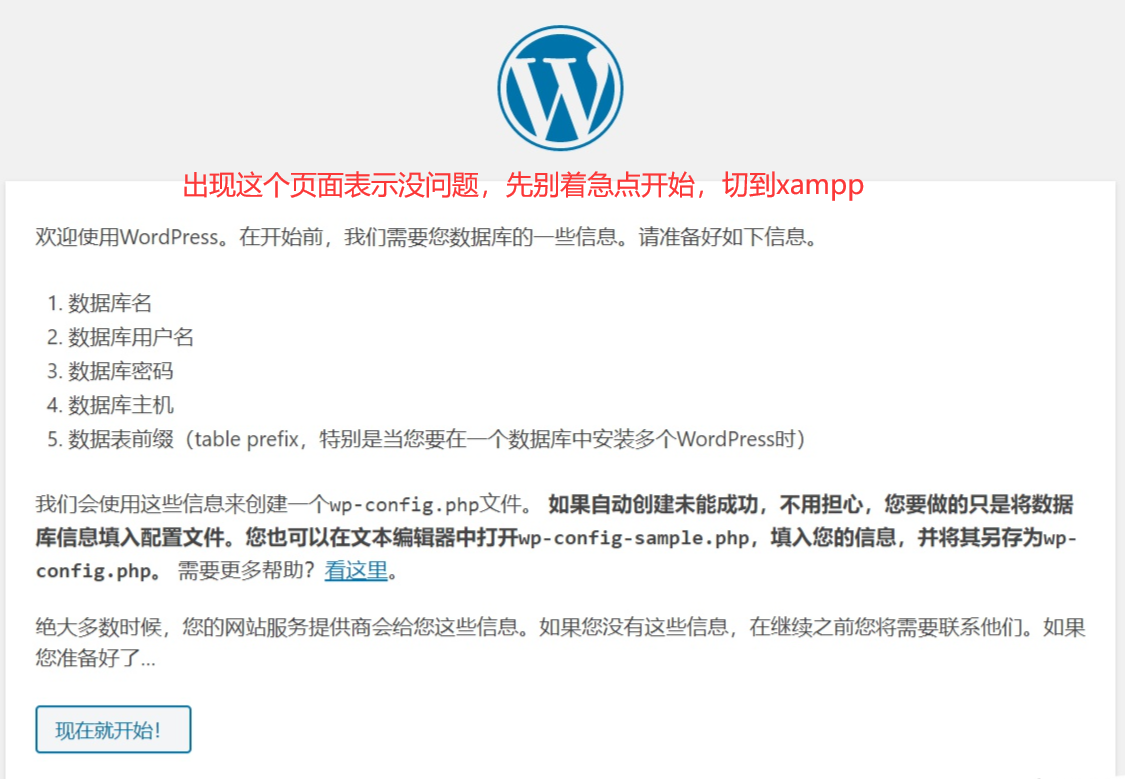 出现这个页面表示没问题，先别着急点开始，切到xampp
欢迎使用WordPress。在开始前，我们需要您数据库的一些信息。请准备好如下信息。
1. 数据库名
2. 数据库用户名
3. 数据库密码
4. 数据库主机
5. 数据表前缀（table prefix，特别是当您要在一个数据库中安装多个WordPress时）
我们会使用这些信息来创建一个wp-config.php文件。 如果自动创建未能成功，不用担心，您要做的只是将数据
库信息填入配置文件。您也可以在文本编辑器中打开wp-config-sample.php，填入您的信息，并将其另存为wp-
config.php。 需要更多帮助？看这里。
绝大多数时候，您的网站服务提供商会给您这些信息。如果您没有这些信息，在继续之前您将需要联系他们。如果
您准备好了...
现在就开始！